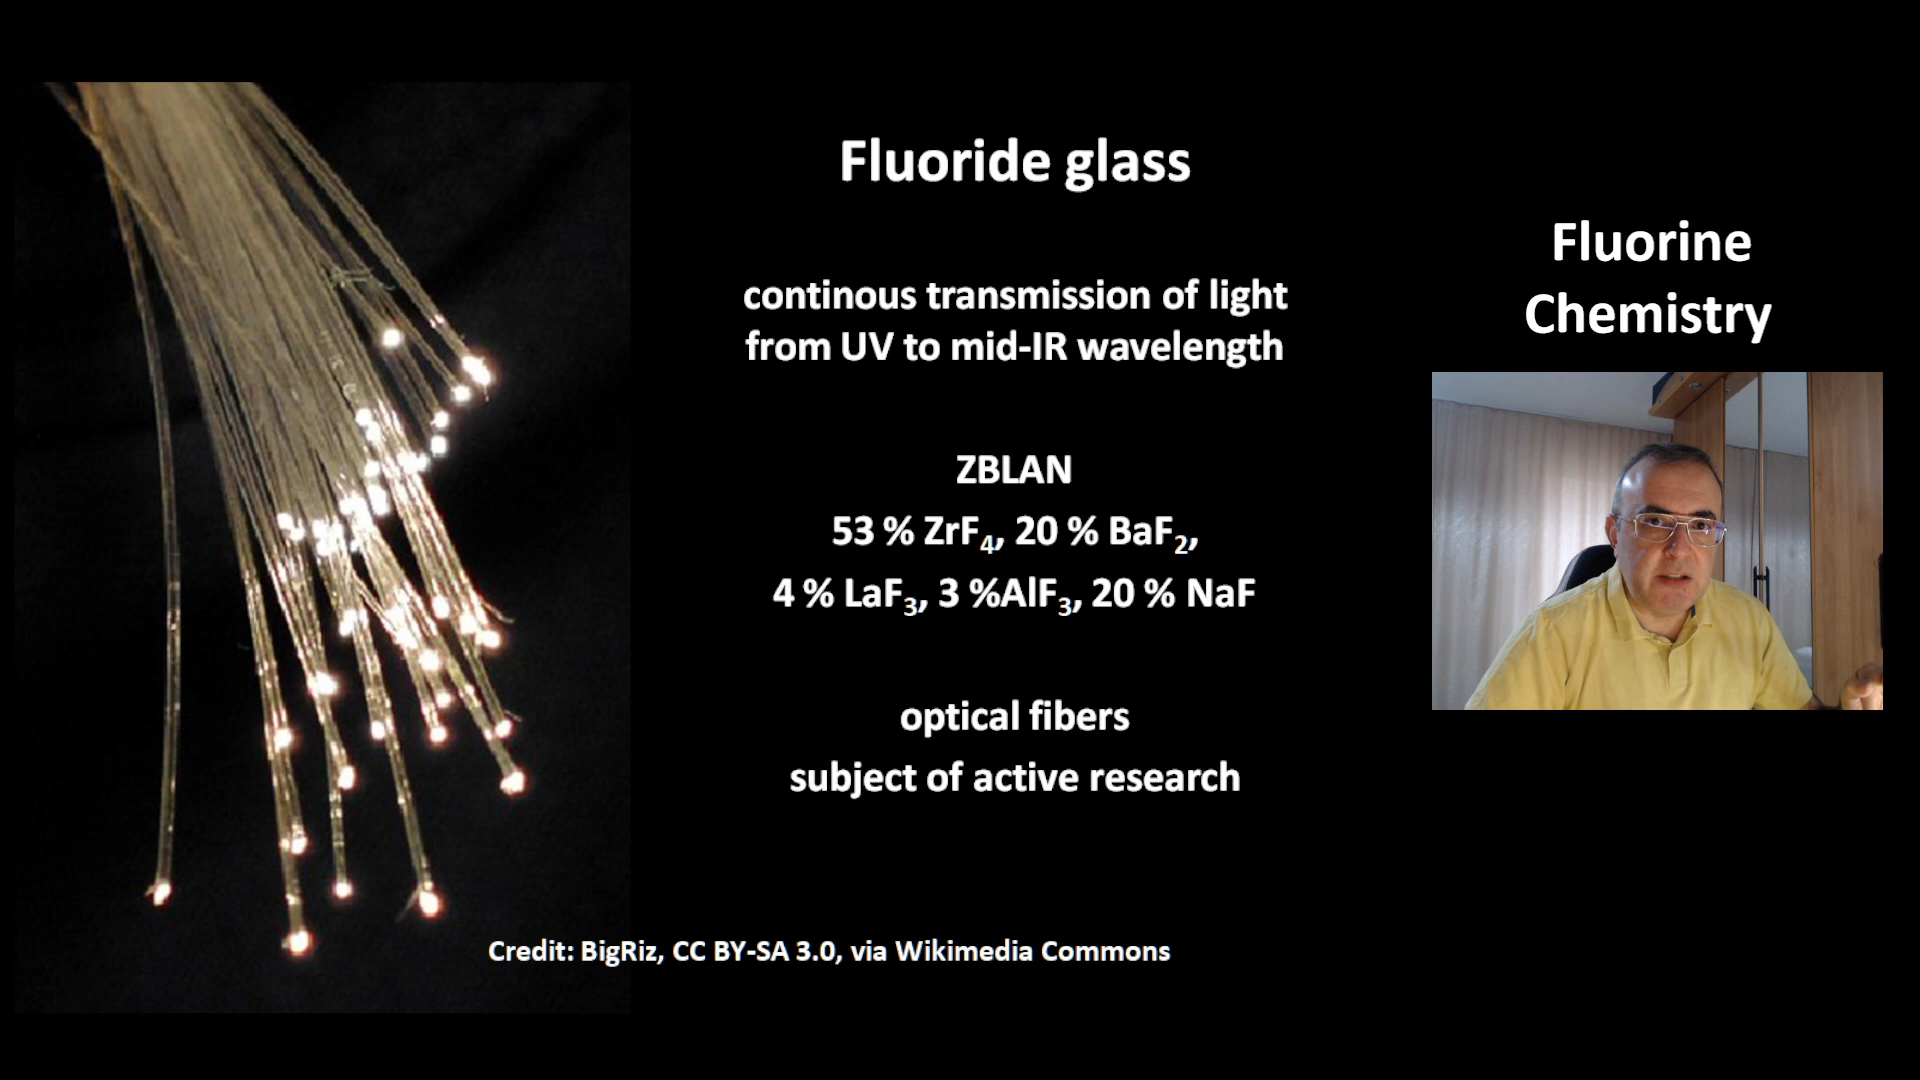 Fluoride glass
continous transmission of light
from UV to mid-IR wavelength
ZBLAN
53 % ZrF₄, 20 % BaF₂,
4 % LaF₃, 3 %AlF₃, 20 % NaF
optical fibers
subject of active research
Credit: BigRiz, CC BY-SA 3.0, via Wikimedia Commons
Fluorine
Chemistry